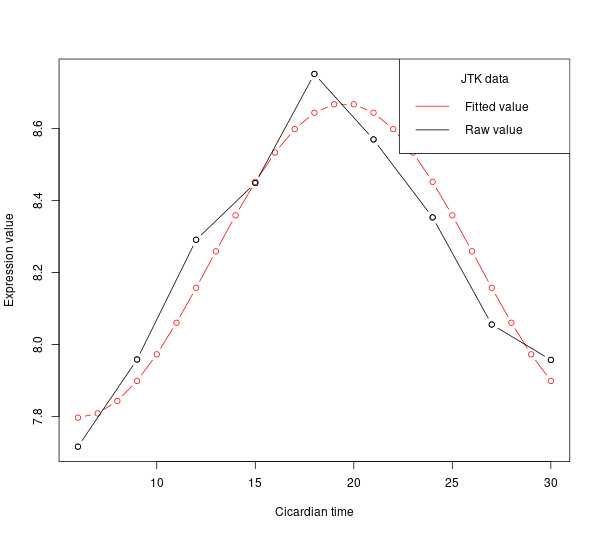 JTK data
Fitted value
Raw value
Expression value
8.6
8.4
8.2
8.0
7.8
10
15
20
25
30
Cicardian time